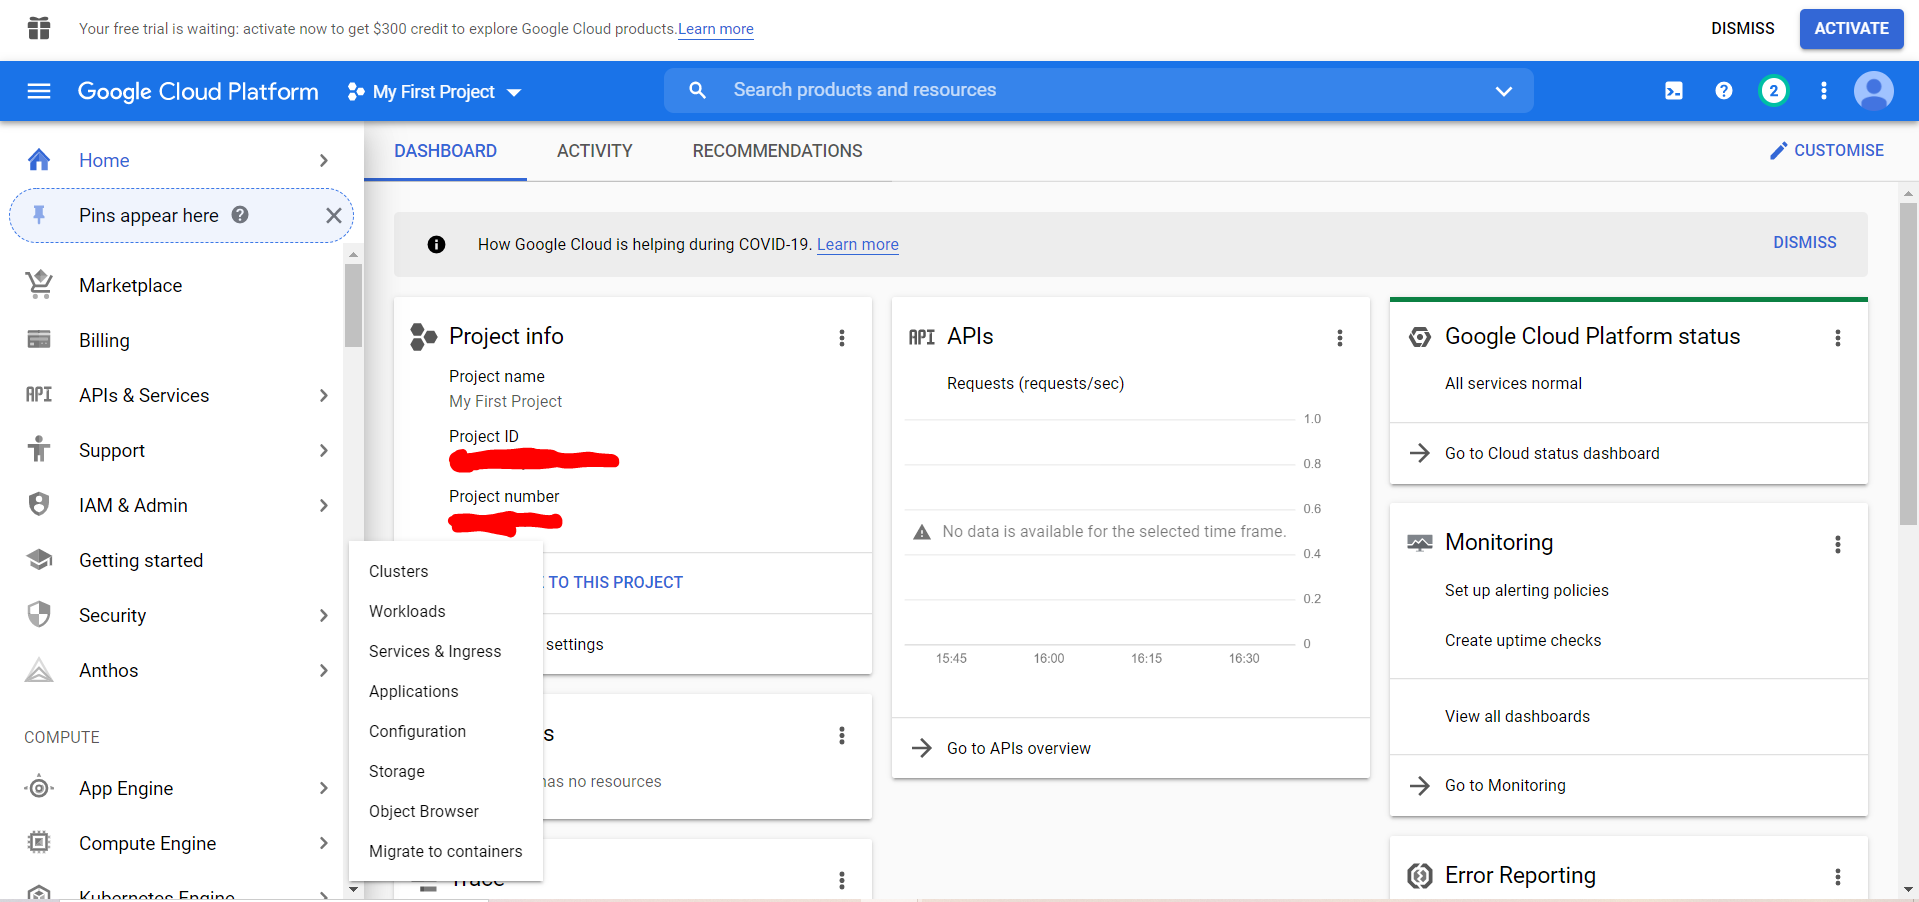 Your free trial is waiting: activate now to get $300 credit to explore Google Cloud products. Learn more
DISMISS
ACTIVATE
Google Cloud Platform
My First Project
Search products and resources
2
Home
Pins appear here
Marketplace
Billing
API
APIs & Services
Support
IAM & Admin
Getting started
Security
Anthos
COMPUTE
App Engine
Compute Engine
Kubernetes Engine
Clusters
Workloads
Services & Ingress
Applications
Configuration
Storage
Object Browser
Migrate to containers
DASHBOARD
ACTIVITY
RECOMMENDATIONS
CUSTOMISE
How Google Cloud is helping during COVID-19. Learn more
DISMISS
Project info
Project name
My First Project
Project ID
Project number
TO THIS PROJECT
settings
s
has no resources
Trace
API
APIs
Requests (requests/sec)
1.0
0.8
0.6
No data is available for the selected time frame.
0.4
0.2
0
15:45
16:00
16:15
16:30
Go to APIs overview
Google Cloud Platform status
All services normal
Go to Cloud status dashboard
Monitoring
Set up alerting policies
Create uptime checks
View all dashboards
Go to Monitoring
Error Reporting